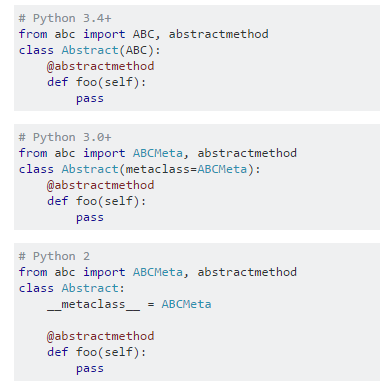 # Python 3.4+
from abc import ABC, abstractmethod
class Abstract(ABC):
    @abstractmethod
    def foo(self):
        pass
# Python 3.0+
from abc import ABCMeta, abstractmethod
class Abstract(metaclass=ABCMeta):
    @abstractmethod
    def foo(self):
        pass
# Python 2
from abc import ABCMeta, abstractmethod
class Abstract:
    __metaclass__ = ABCMeta
    @abstractmethod
    def foo(self):
        pass